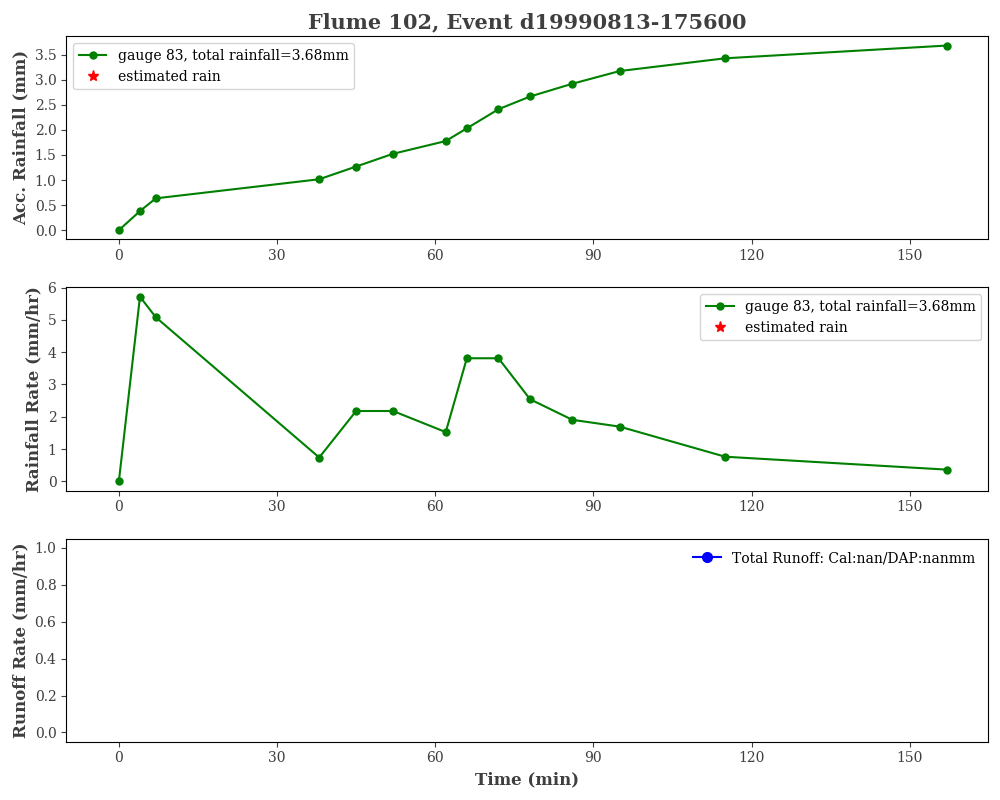 Flume 102, Event d19990813-175600
Acc. Rainfall (mm)
3.5
3.0
2.5
2.0
1.5
1.0
0.5
0.0
gauge 83, total rainfall=3.68mm
estimated rain
0 30 60 90 120 150
Rainfall Rate (mm/hr)
6
5
4
3
2
1
0
gauge 83, total rainfall=3.68mm
estimated rain
0 30 60 90 120 150
Runoff Rate (mm/hr)
1.0
0.8
0.6
0.4
0.2
0.0
Total Runoff: Cal:nan/DAP:nanmm
0 30 60 90 120 150
Time (min)